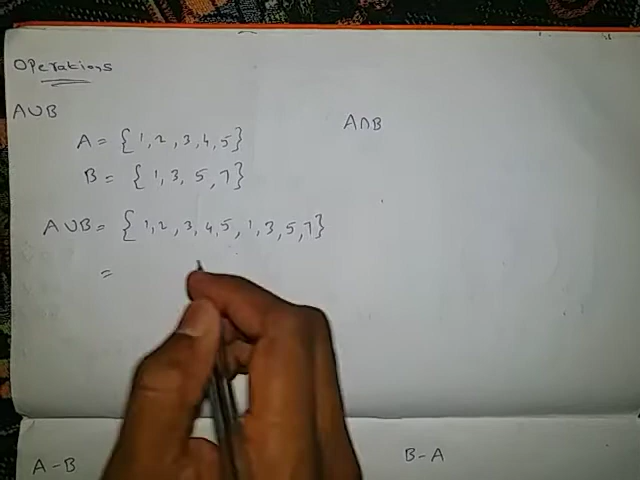 Operations
A∪B
A = {1,2,3,4,5}
B = {1,3,5,7}
A∪B = {1,2,3,4,5,1,3,5,7}
=
A∩B
A-B
B-A